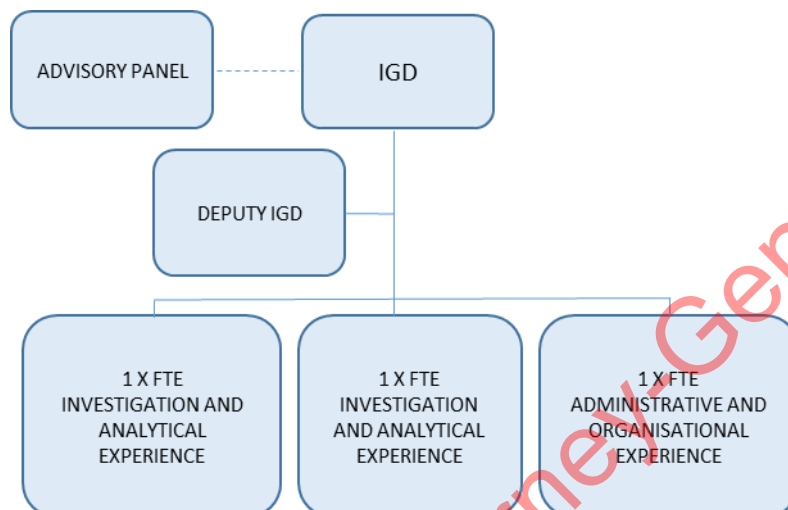 ADVISORY PANEL
IGD
DEPUTY IGD
1 X FTE
INVESTIGATION AND
ANALYTICAL
EXPERIENCE
1 X FTE
INVESTIGATION
AND ANALYTICAL
EXPERIENCE
1 X FTE
ADMINISTRATIVE AND
ORGANISATIONAL
EXPERIENCE